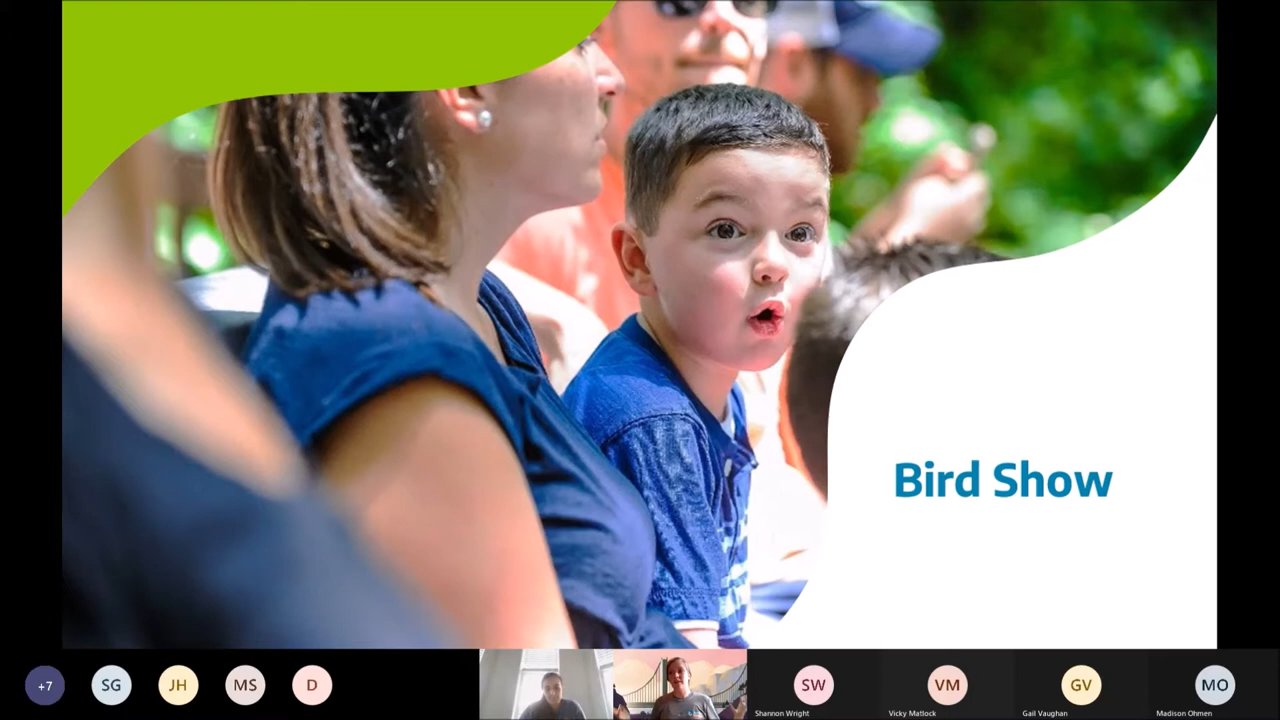 Bird Show
+7
SG
JH
MS
D
SW
VM
GV
MO
Shannon Wright
Vicky Matlock
Gail Vaughan
Madison Ohmen